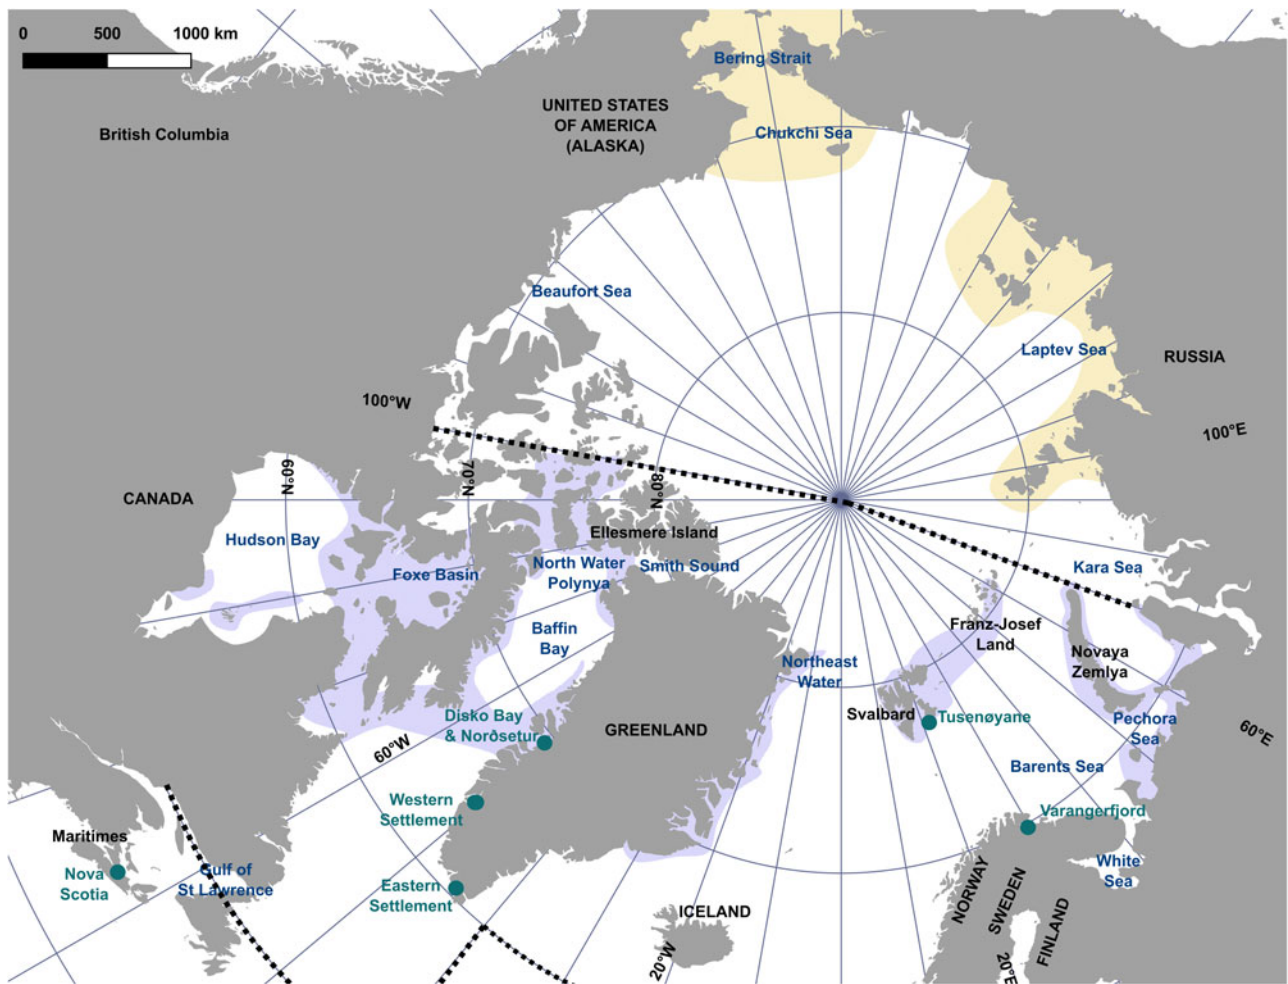 0 500 1000 km
Bering Strait
UNITED STATES
OF AMERICA
(ALASKA)
British Columbia
Chukchi Sea
Beaufort Sea
Laptev Sea
RUSSIA
100°W
100°E
60°N
70°N
80°N
CANADA
Ellesmere Island
Hudson Bay
Foxe Basin
North Water
Polynya
Smith Sound
Kara Sea
Baffin
Bay
Franz-Josef
Land
Novaya
Zemlya
Northeast
Water
Disko Bay
& Norðsetur
GREENLAND
Svalbard
Tusenøyane
Pechora
Sea
60°E
60°W
Barents Sea
Western
Settlement
Varangerfjord
Maritimes
Nova
Scotia
Gulf of
St Lawrence
Eastern
Settlement
White
Sea
ICELAND
NORWAY
SWEDEN
FINLAND
20°W
20°E